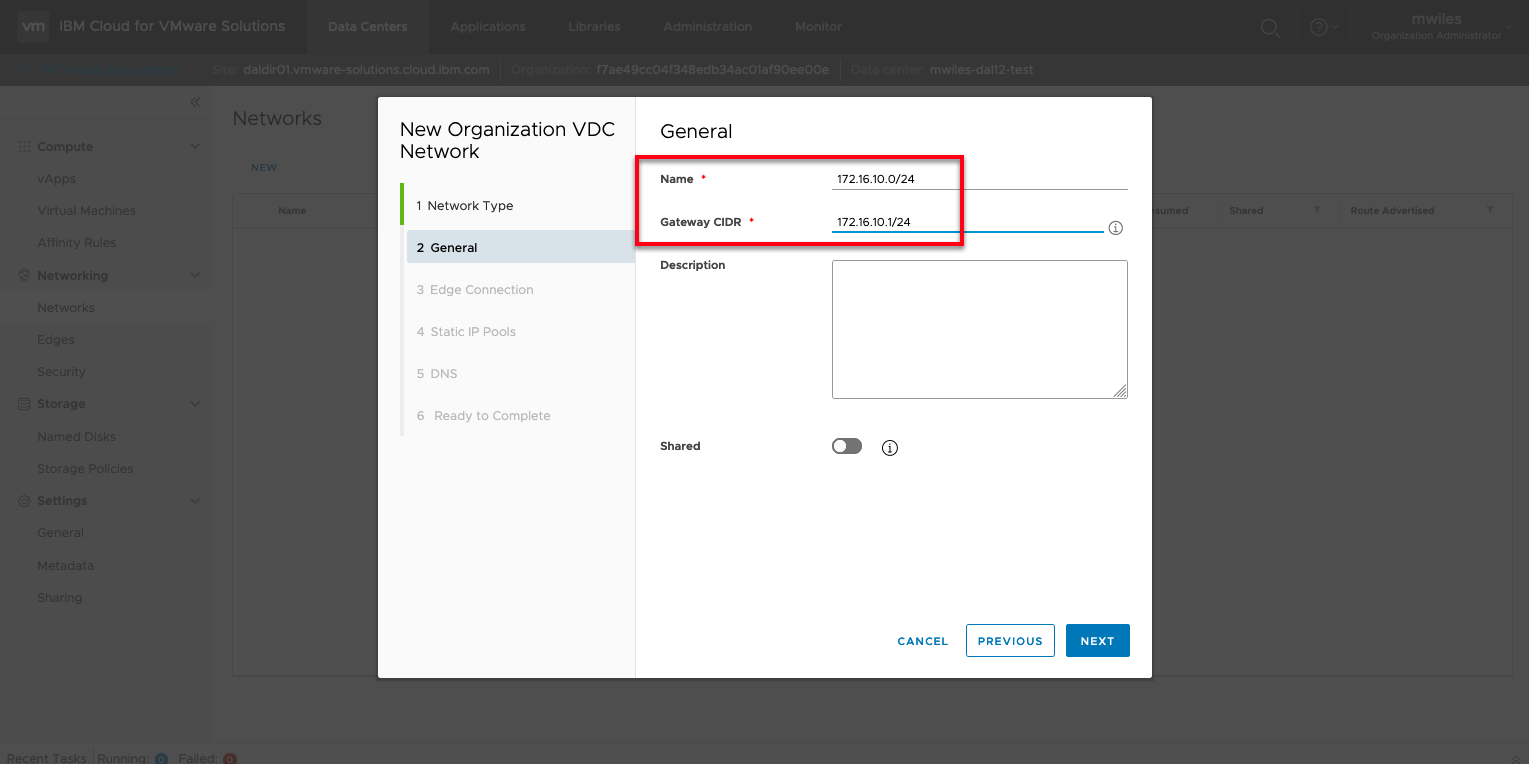 vm IBM Cloud for VMware Solutions Data Centers Applications Libraries Administration Monitor mwiles
Organization Administrator
Site: daldir01.vmware-solutions.cloud.ibm.com Organization: f7ae49cc04f348edb34ac01af90ee00e Data center: mwiles-dal12-test
Networks
Compute
NEW
vApps
Virtual Machines
Affinity Rules
Networking
Networks
Edges
Security
Storage
Named Disks
Storage Policies
Settings
General
Metadata
Sharing
Name
nsumed Shared Route Advertised
New Organization VDC
Network
1 Network Type
2 General
3 Edge Connection
4 Static IP Pools
5 DNS
6 Ready to Complete
General
Name * 172.16.10.0/24
Gateway CIDR * 172.16.10.1/24
Description
Shared
CANCEL PREVIOUS NEXT
Recent Tasks Running: 0 Failed: 0